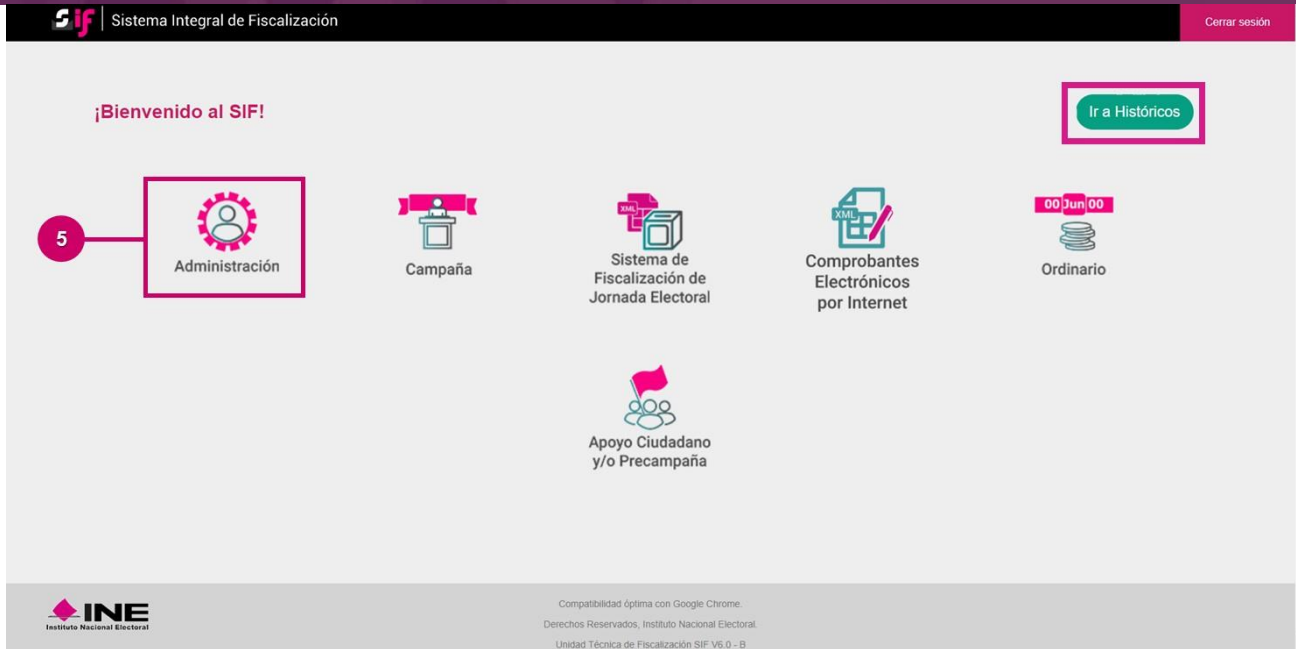 Sif Sistema Integral de Fiscalización
Cerrar sesión
¡Bienvenido al SIF!
Ir a Históricos
5
Administración
Campaña
XML
Sistema de
Fiscalización de
Jornada Electoral
XML
Comprobantes
Electrónicos
por Internet
00 Jun 00
Ordinario
Apoyo Ciudadano
y/o Precampaña
INE
Instituto Nacional Electoral
Compatibilidad óptima con Google Chrome.
Derechos Reservados, Instituto Nacional Electoral.
Unidad Técnica de Fiscalización SIF V6.0 - B